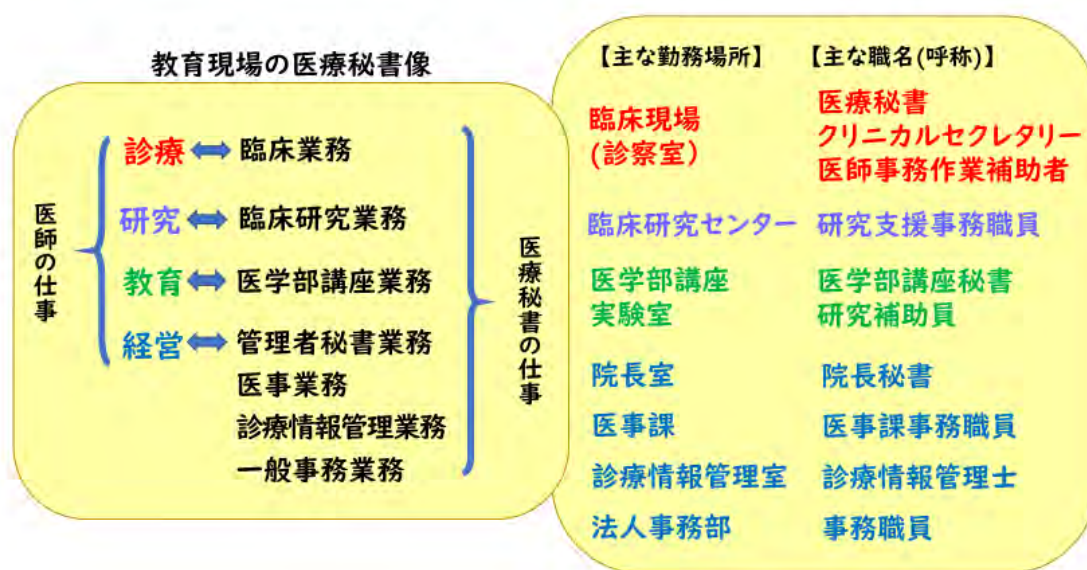 教育現場の医療秘書像
医師の仕事
診療 ⇔ 臨床業務
研究 ⇔ 臨床研究業務
教育 ⇔ 医学部講座業務
経営 ⇔ 管理者秘書業務
医事業務
診療情報管理業務
一般事務業務
医療秘書の仕事
【主な勤務場所】 【主な職名(呼称)】
臨床現場
(診察室)
医療秘書
クリニカルセクレタリー
医師事務作業補助者
臨床研究センター 研究支援事務職員
医学部講座 医学部講座秘書
実験室 研究補助員
院長室 院長秘書
医事課 医事課事務職員
診療情報管理室 診療情報管理士
法人事務部 事務職員